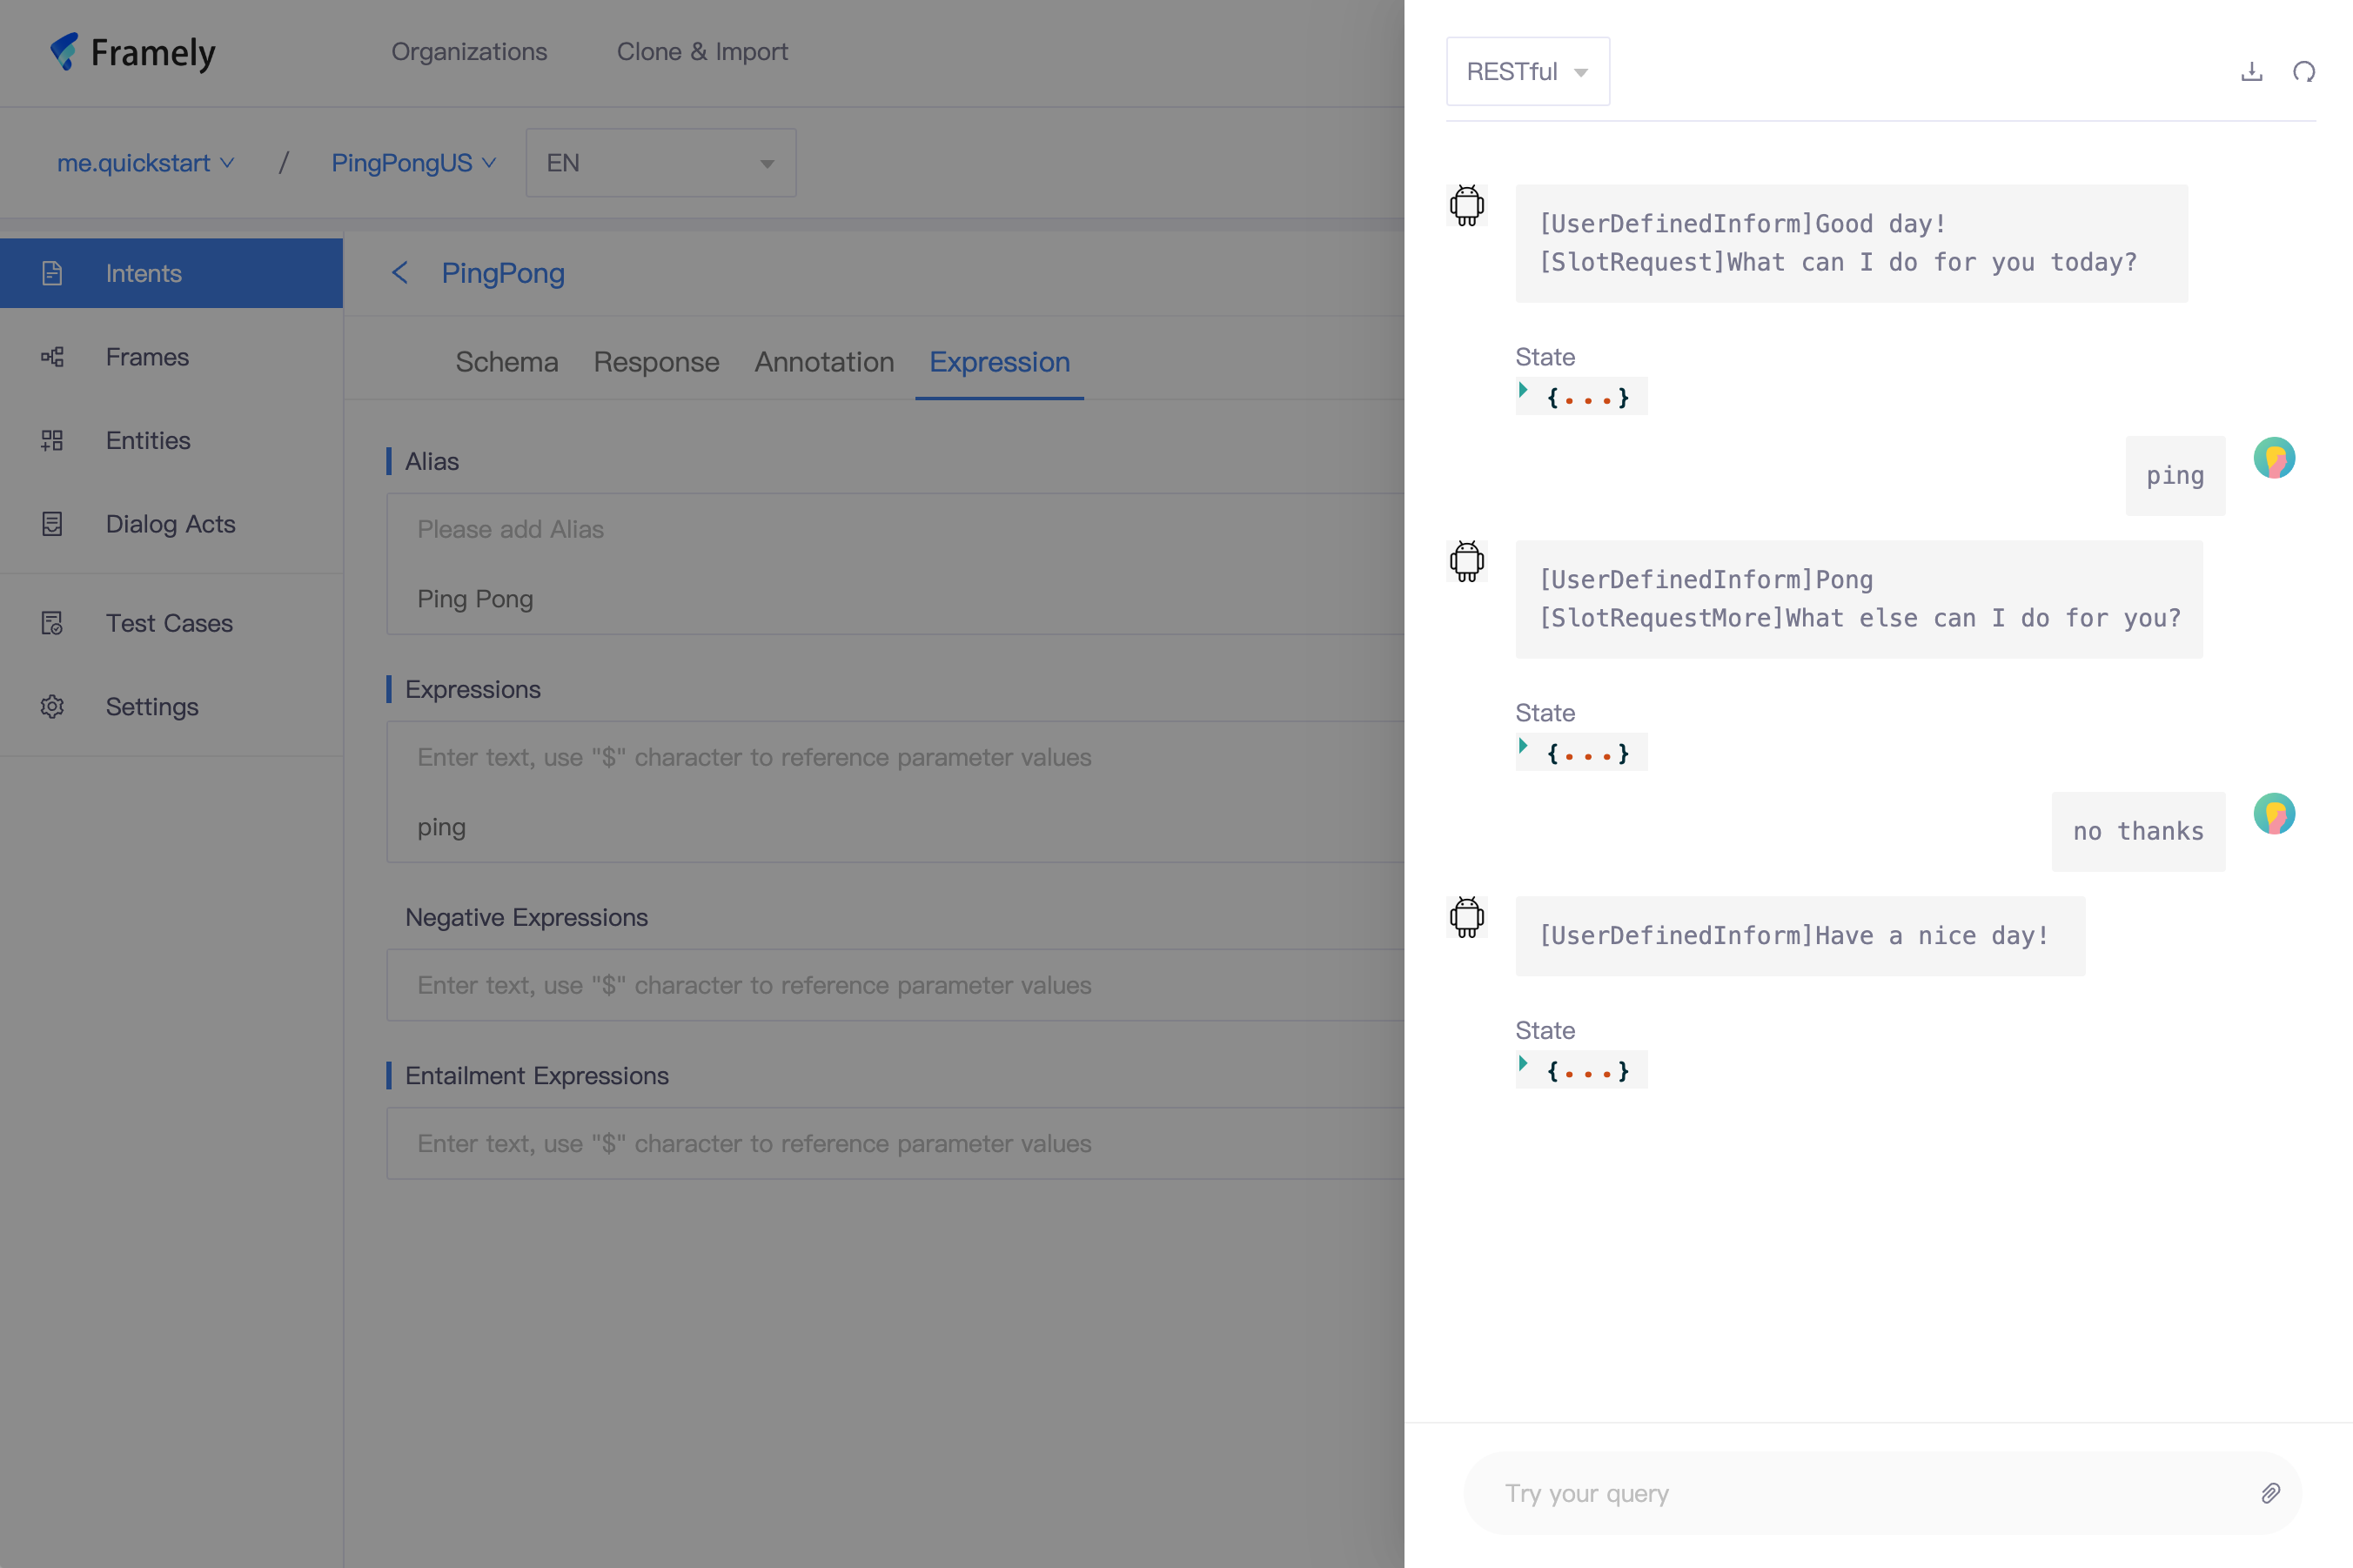 Framely
Organizations
Clone & Import
me.quickstart
/
PingPongUS
EN
Intents
Frames
Entities
Dialog Acts
Test Cases
Settings
PingPong
Schema
Response
Annotation
Expression
Alias
Please add Alias
Ping Pong
Expressions
Enter text, use "$" character to reference parameter values
ping
Negative Expressions
Enter text, use "$" character to reference parameter values
Entailment Expressions
Enter text, use "$" character to reference parameter values
RESTful
[UserDefinedInform]Good day!
[SlotRequest]What can I do for you today?
State
{...}
ping
[UserDefinedInform]Pong
[SlotRequestMore]What else can I do for you?
State
{...}
no thanks
[UserDefinedInform]Have a nice day!
State
{...}
Try your query